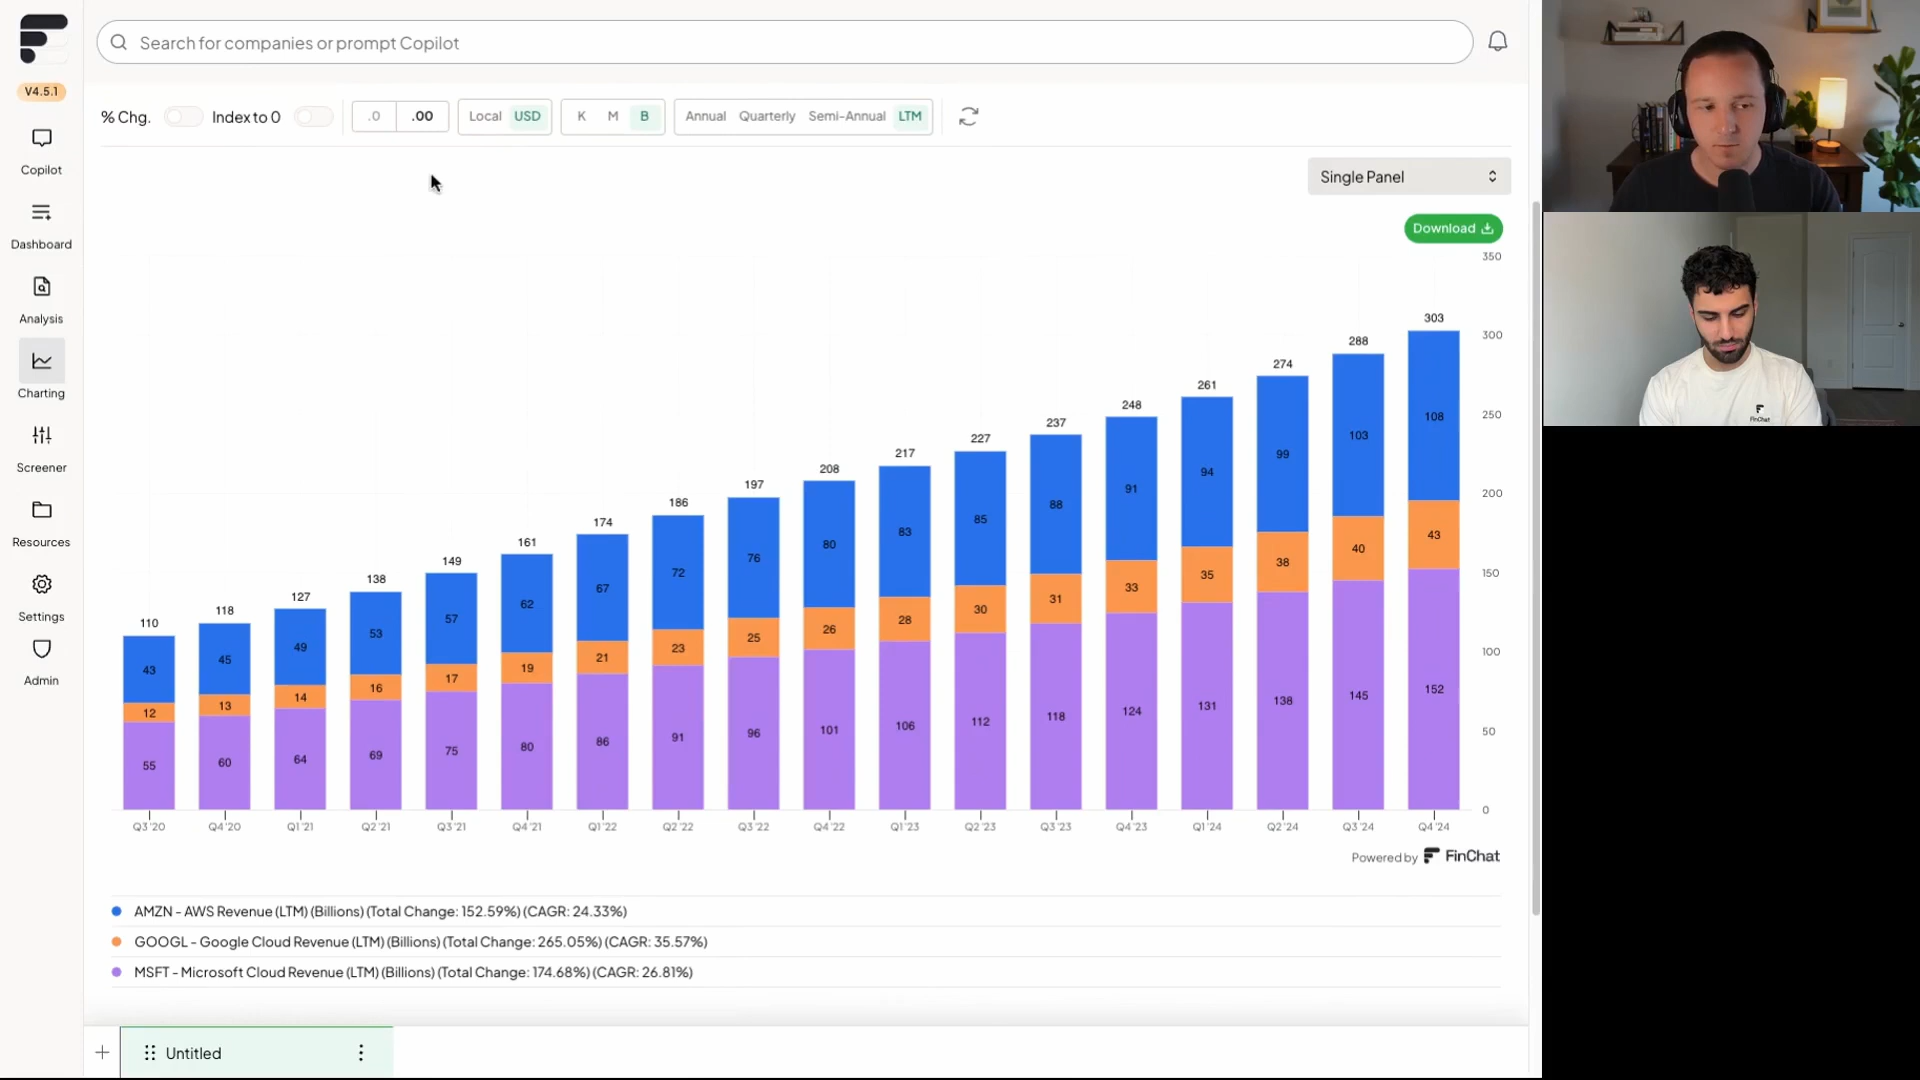 Search for companies or prompt Copilot
V4.5.1
% Chg.
Index to 0
.0 .00
Local USD
K M B
Annual Quarterly Semi-Annual LTM
Copilot
Dashboard
Analysis
Charting
Screener
Resources
Settings
Admin
Single Panel
Download
350
300
250
200
150
100
50
0
110 118 127 138 149 161 174 186 197 208 217 227 237 248 261 274 288 303
43 45 49 53 57 62 67 72 76 80 83 85 88 91 94 99 103 108
12 13 14 16 17 19 21 23 25 26 28 30 31 33 35 38 40 43
55 60 64 69 75 80 86 91 96 101 106 112 118 124 131 138 145 152
Q3 '20 Q4 '20 Q1 '21 Q2 '21 Q3 '21 Q4 '21 Q1 '22 Q2 '22 Q3 '22 Q4 '22 Q1 '23 Q2 '23 Q3 '23 Q4 '23 Q1 '24 Q2 '24 Q3 '24 Q4 '24
Powered by FinChat
AMZN - AWS Revenue (LTM) (Billions) (Total Change: 152.59%) (CAGR: 24.33%)
GOOGL - Google Cloud Revenue (LTM) (Billions) (Total Change: 265.05%) (CAGR: 35.57%)
MSFT - Microsoft Cloud Revenue (LTM) (Billions) (Total Change: 174.68%) (CAGR: 26.81%)
Untitled
FinChat